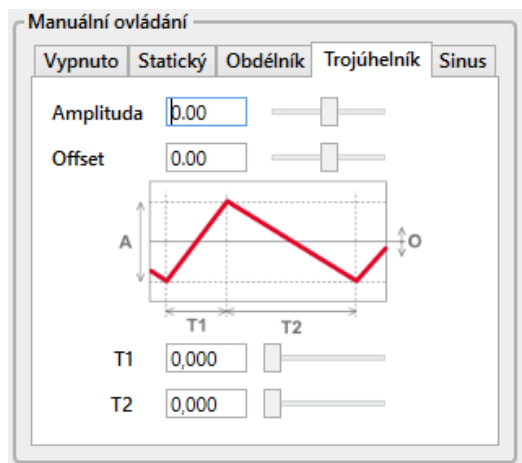 Manuální ovládání
Vypnuto Statický Obdélník Trojúhelník Sinus
Amplituda 0.00
Offset 0.00
A O
T1 T2
T1 0,000
T2 0,000